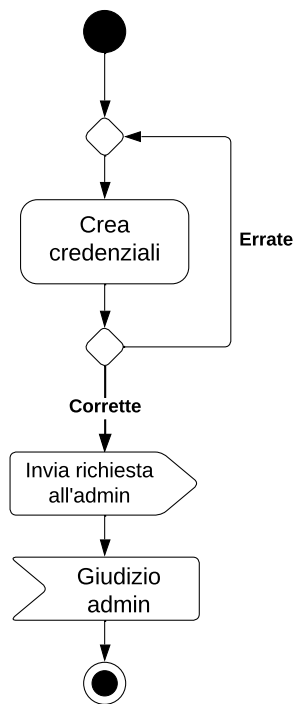 Crea
credenziali
Errate
Corrette
Invia richiesta
all'admin
Giudizio
admin